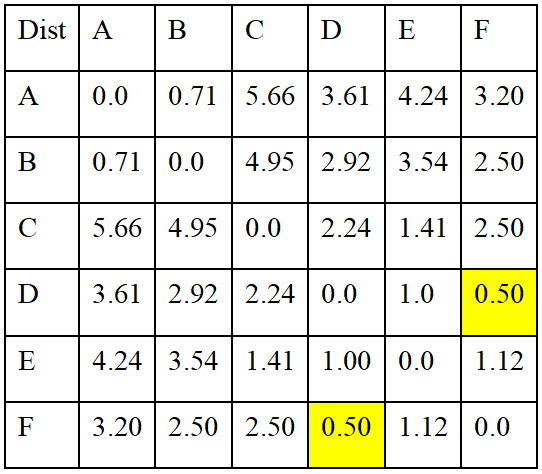 Dist A B C D E F
A 0.0 0.71 5.66 3.61 4.24 3.20
B 0.71 0.0 4.95 2.92 3.54 2.50
C 5.66 4.95 0.0 2.24 1.41 2.50
D 3.61 2.92 2.24 0.0 1.0 0.50
E 4.24 3.54 1.41 1.00 0.0 1.12
F 3.20 2.50 2.50 0.50 1.12 0.0